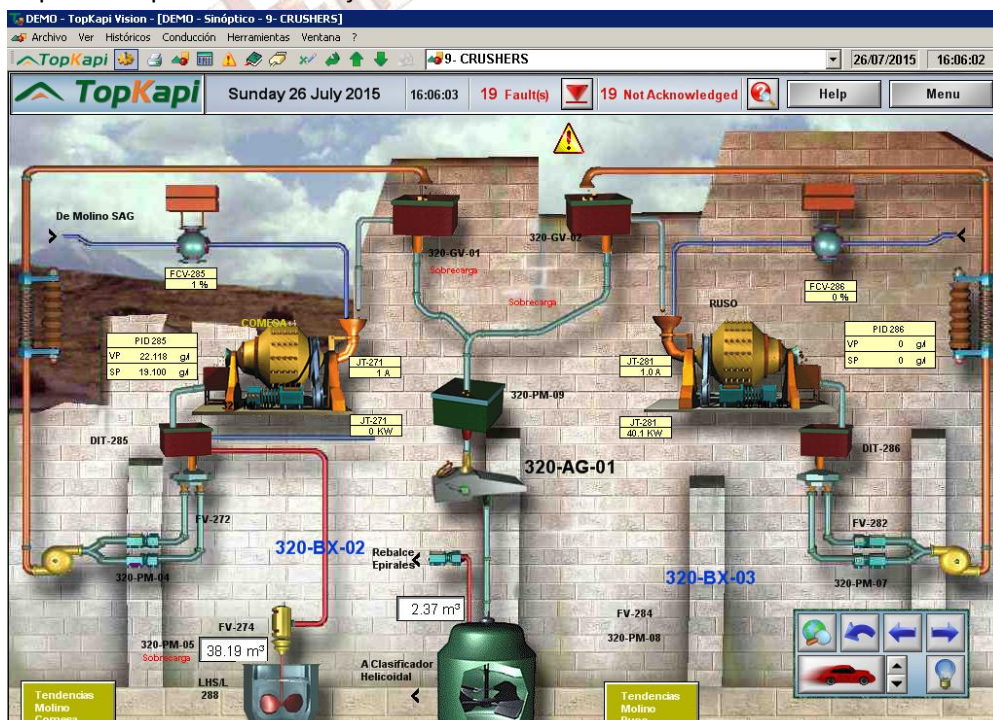 DEMO - TopKapi Vision - [DEMO - Sinóptico - 9- CRUSHERS]
Archivo Ver Históricos Conducción Herramientas Ventana ?
TopKapi
9- CRUSHERS
26/07/2015
16:06:02
TopKapi
Sunday 26 July 2015
16:06:03
19 Fault(s)
19 Not Acknowledged
Help
Menu
De Molino SAG
320-GV-01
Sobrecarga
320-GV-02
Sobrecarga
FCV-285
1 %
FCV-286
0 %
COMESA
RUSO
PID 285
VP 22.118 g/l
SP 19.100 g/l
JT-271
1 A
JT-281
1.0 A
PID 286
VP 0 g/l
SP 0 g/l
320-PM-09
JT-271
0 KW
JT-281
40.1 KW
DIT-285
DIT-286
320-AG-01
FV-272
FV-282
320-BX-02
Rebalce
Epirales
320-BX-03
320-PM-04
320-PM-07
2.37 m³
FV-274
FV-284
320-PM-05
Sobrecarga
38.19 m³
320-PM-08
LHS/L
288
A Clasificador
Helicoidal
Tendencias
Molino
Comesa
Tendencias
Molino